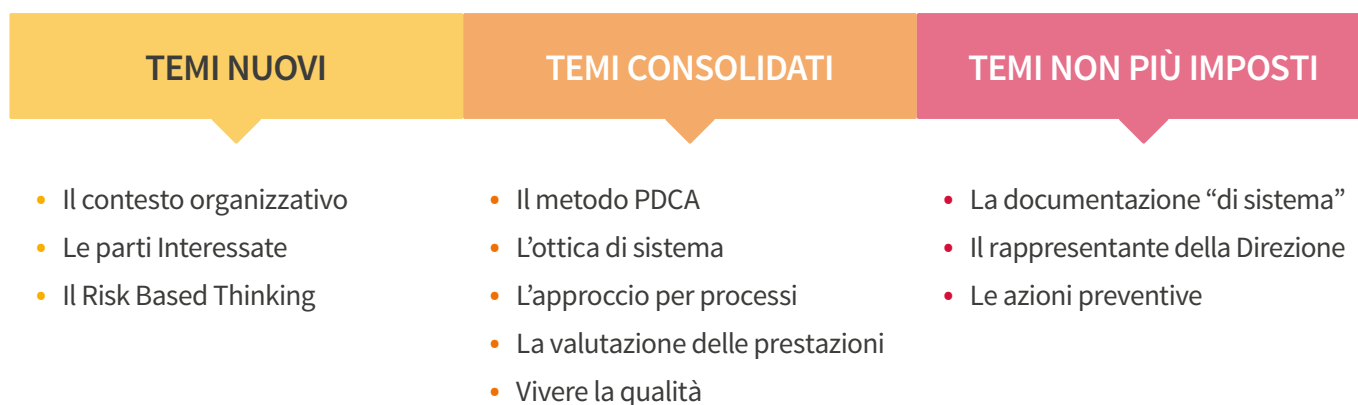 TEMI NUOVI
• Il contesto organizzativo
• Le parti Interessate
• Il Risk Based Thinking
TEMI CONSOLIDATI
• Il metodo PDCA
• L’ottica di sistema
• L’approccio per processi
• La valutazione delle prestazioni
• Vivere la qualità
TEMI NON PIÙ IMPOSTI
• La documentazione “di sistema”
• Il rappresentante della Direzione
• Le azioni preventive